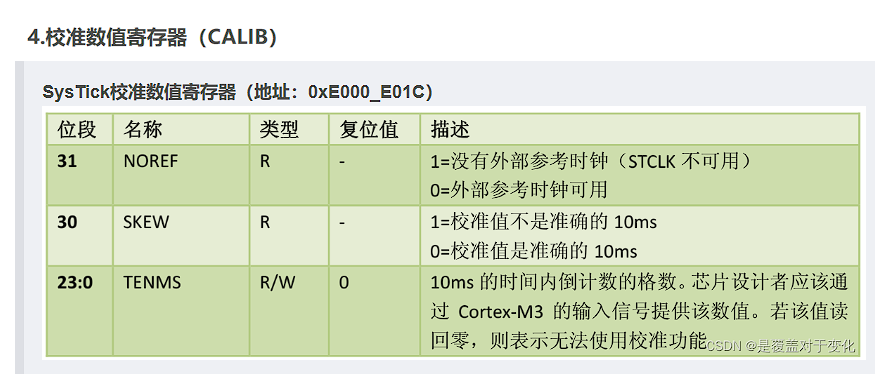 4.校准数值寄存器（CALIB）
SysTick校准数值寄存器（地址：0xE000_E01C）
位段 名称 类型 复位值 描述
31 NOREF R - 1=没有外部参考时钟（STCLK 不可用）
0=外部参考时钟可用
30 SKEW R - 1=校准值不是准确的 10ms
0=校准值是准确的 10ms
23:0 TENMS R/W 0 10ms 的时间内倒计数的格数。芯片设计者应该通
过 Cortex-M3 的输入信号提供该数值。若该值读
回零，则表示无法使用校准功能
CSDN @是覆盖对于变化